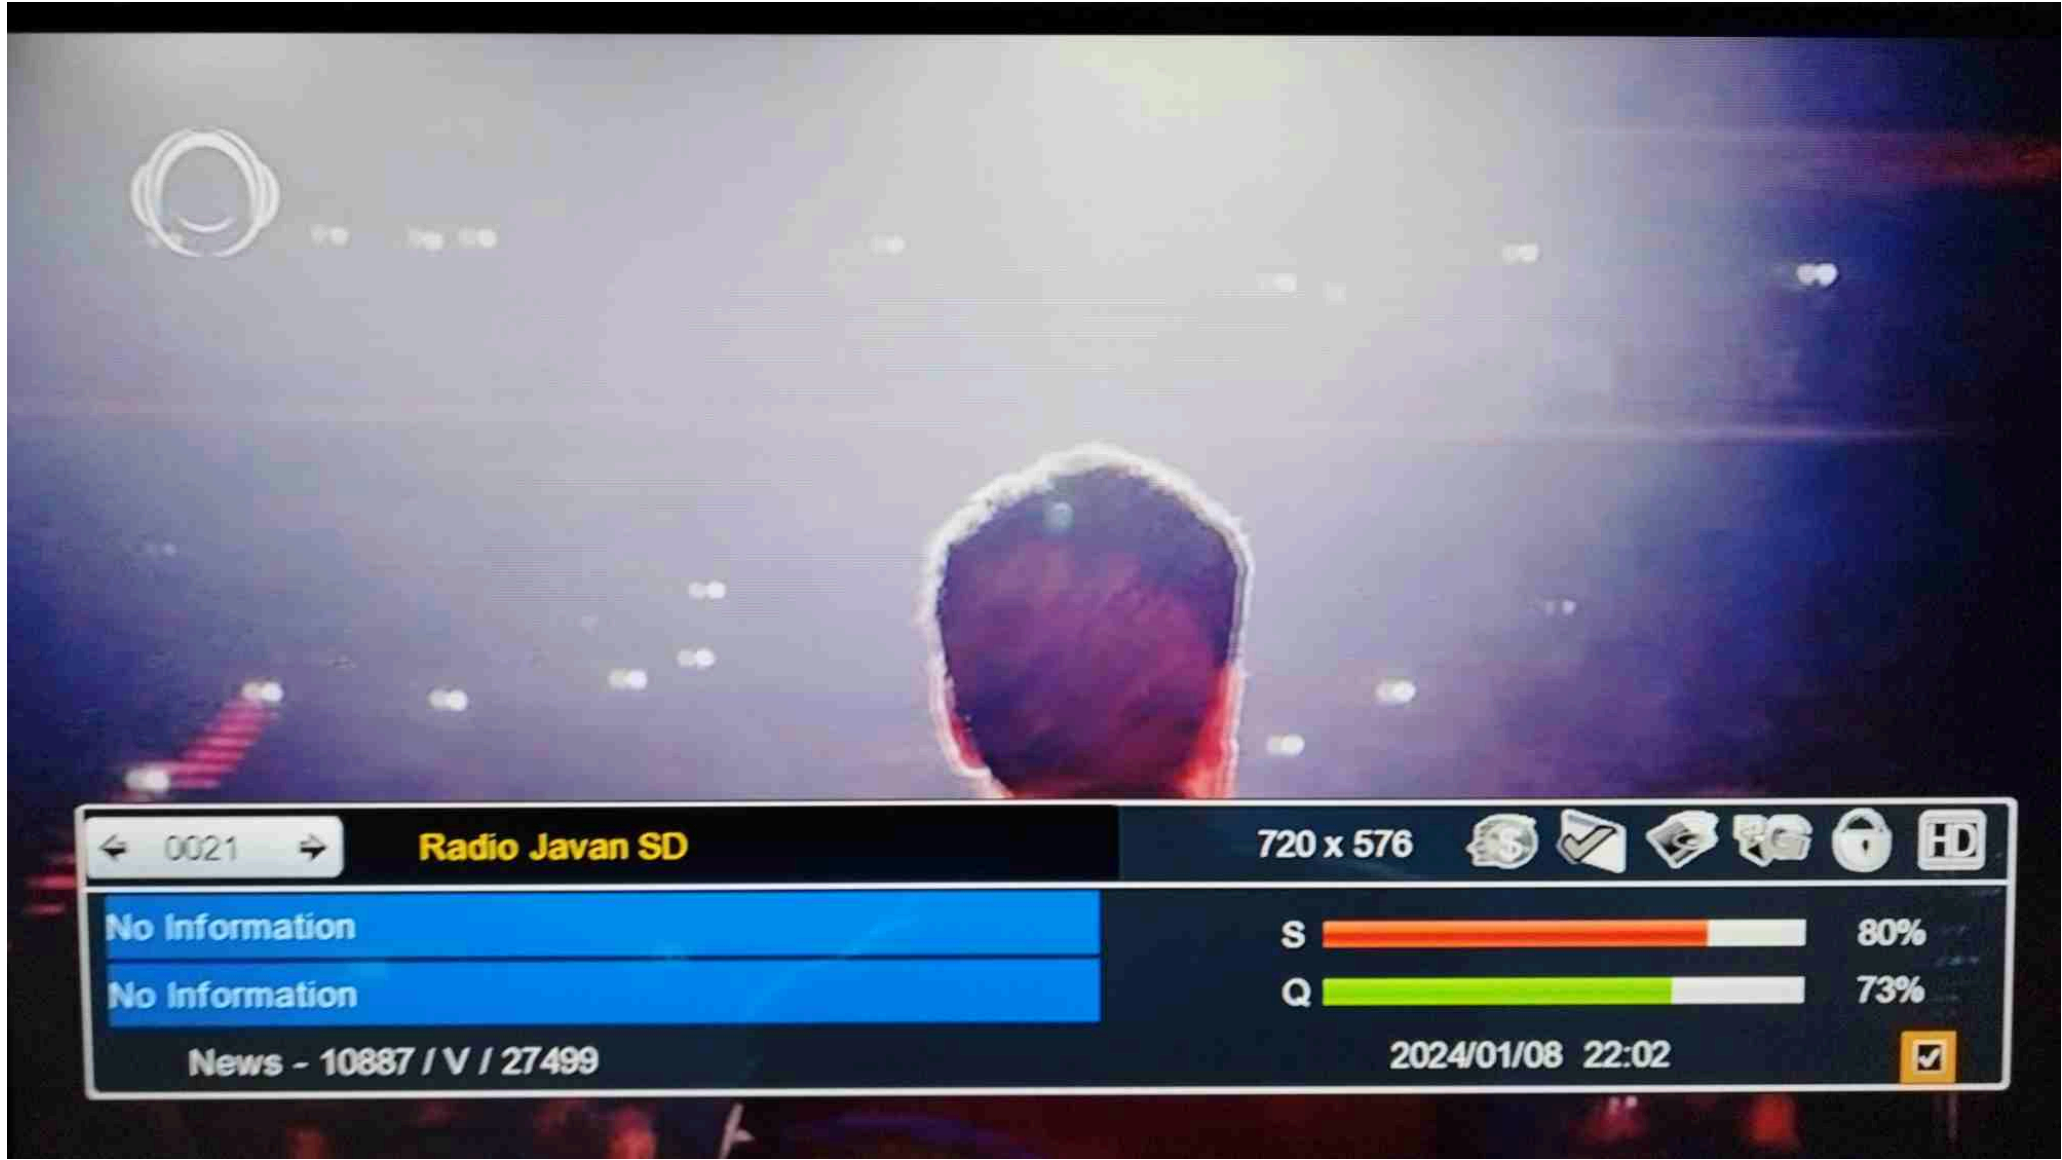 0021
Radio Javan SD
720 x 576
HD
No Information
No Information
S 80%
Q 73%
News - 10887 / V / 27499
2024/01/08 22:02